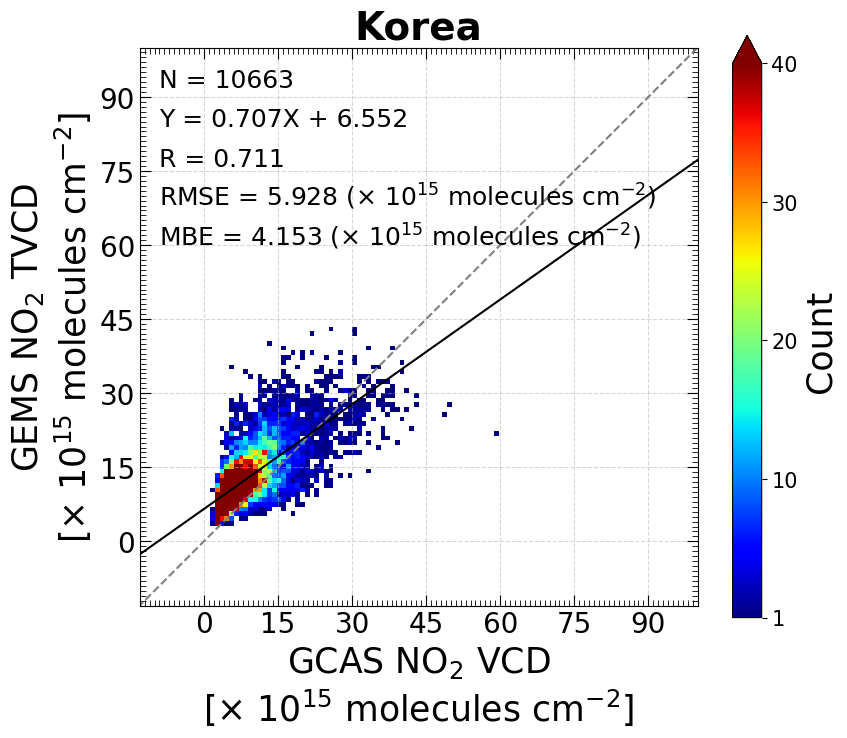 Korea
N = 10663
Y = 0.707X + 6.552
R = 0.711
RMSE = 5.928 (× 10¹⁵ molecules cm⁻²)
MBE = 4.153 (× 10¹⁵ molecules cm⁻²)
GEMS NO₂ TVCD
[× 10¹⁵ molecules cm⁻²]
90
75
60
45
30
15
0
0 15 30 45 60 75 90
GCAS NO₂ VCD
[× 10¹⁵ molecules cm⁻²]
40
30
20
10
1
Count